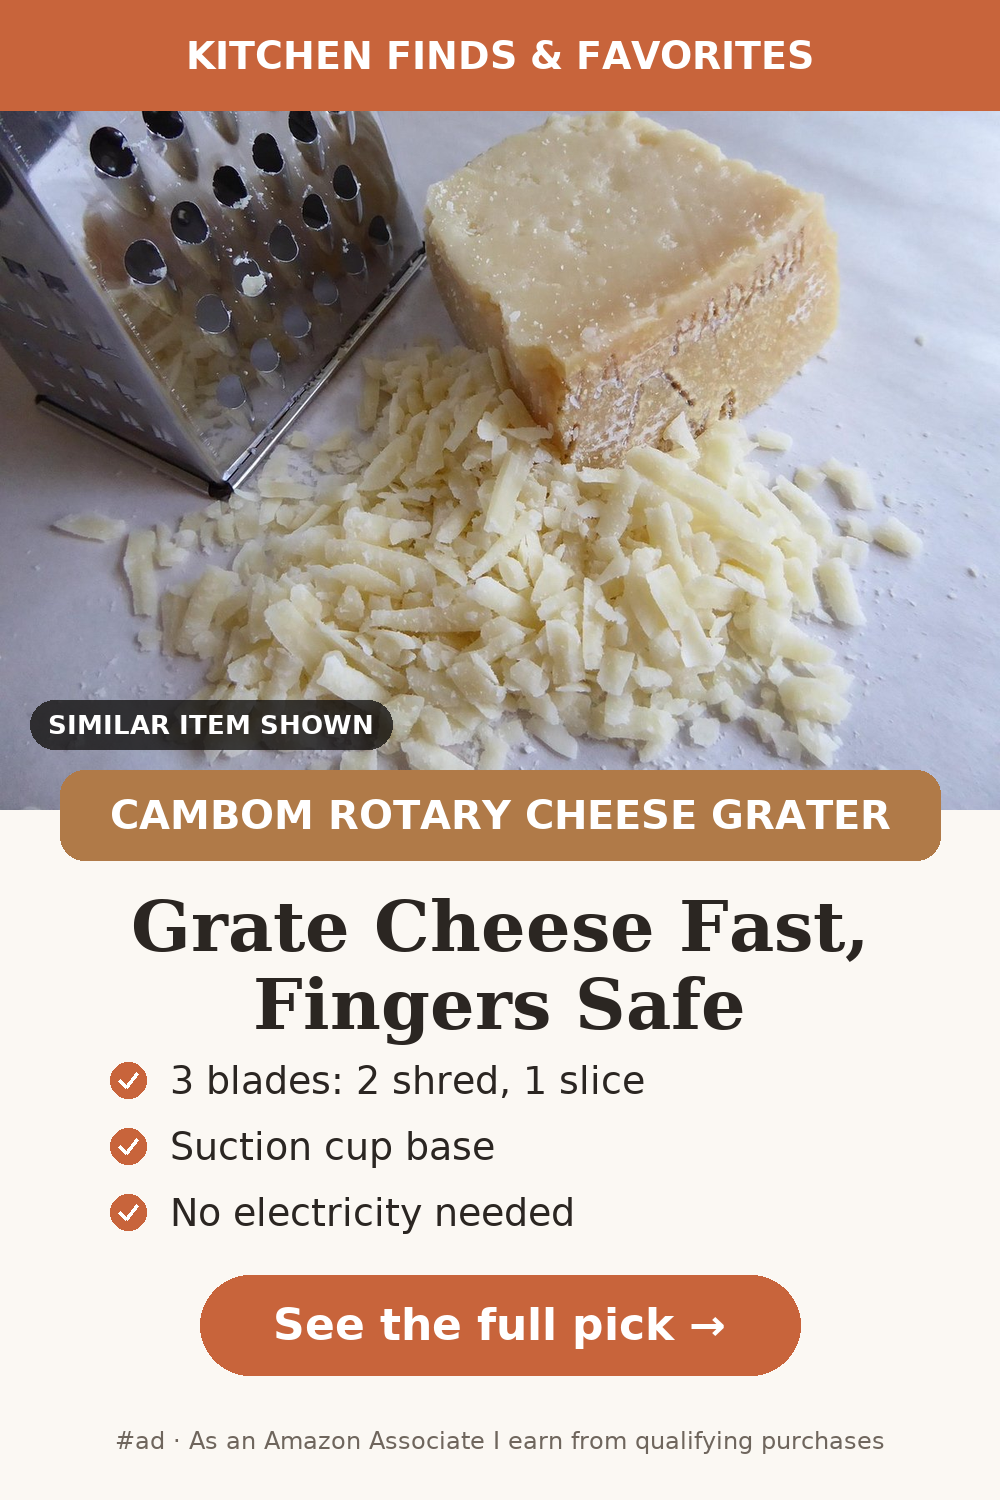 KITCHEN FINDS & FAVORITES
SIMILAR ITEM SHOWN
CAMBOM ROTARY CHEESE GRATER
Grate Cheese Fast,
Fingers Safe
3 blades: 2 shred, 1 slice
Suction cup base
No electricity needed
See the full pick →
#ad · As an Amazon Associate I earn from qualifying purchases